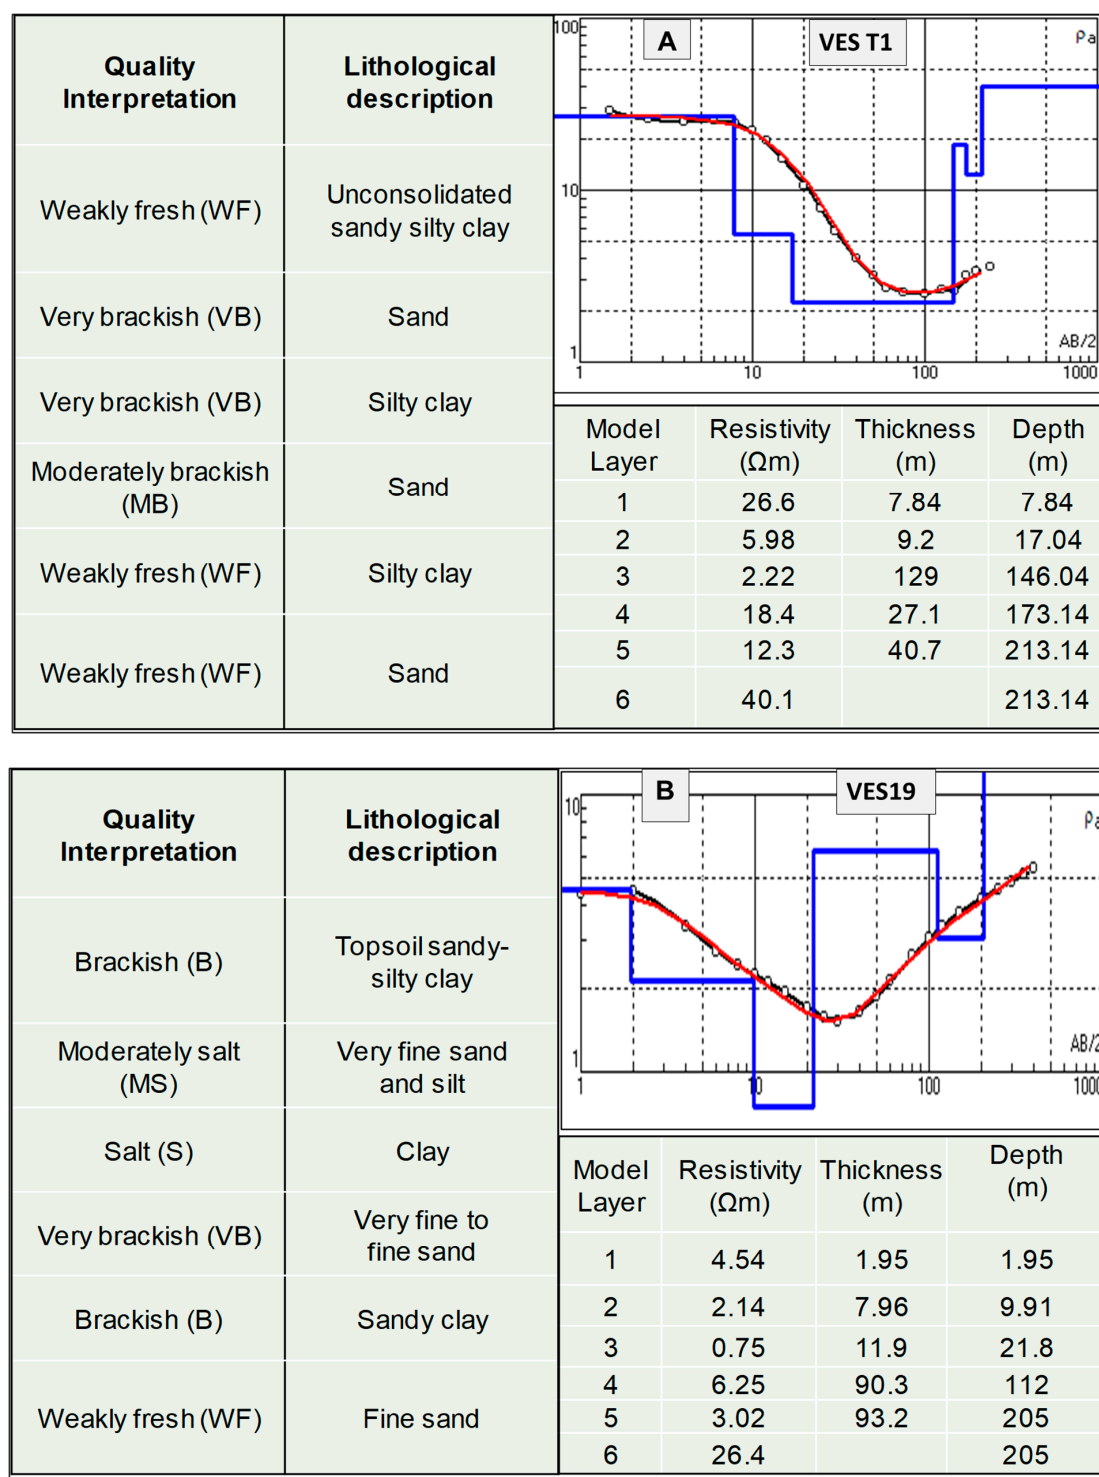 Quality
Interpretation
Lithological
description
Weakly fresh (WF)
Unconsolidated
sandy silty clay
Very brackish (VB)
Sand
Very brackish (VB)
Silty clay
Moderately brackish
(MB)
Sand
Weakly fresh (WF)
Silty clay
Weakly fresh (WF)
Sand
A
VES T1
100
ρa
10
1
AB/2
1
10
100
1000
Model
Layer
Resistivity
(Ωm)
Thickness
(m)
Depth
(m)
1 26.6 7.84 7.84
2 5.98 9.2 17.04
3 2.22 129 146.04
4 18.4 27.1 173.14
5 12.3 40.7 213.14
6 40.1 213.14
Quality
Interpretation
Lithological
description
Brackish (B)
Topsoil sandy-
silty clay
Moderately salt
(MS)
Very fine sand
and silt
Salt (S)
Clay
Very brackish (VB)
Very fine to
fine sand
Brackish (B)
Sandy clay
Weakly fresh (WF)
Fine sand
B
VES19
10
ρa
1
AB/2
1
10
100
1000
Model
Layer
Resistivity
(Ωm)
Thickness
(m)
Depth
(m)
1 4.54 1.95 1.95
2 2.14 7.96 9.91
3 0.75 11.9 21.8
4 6.25 90.3 112
5 3.02 93.2 205
6 26.4 205